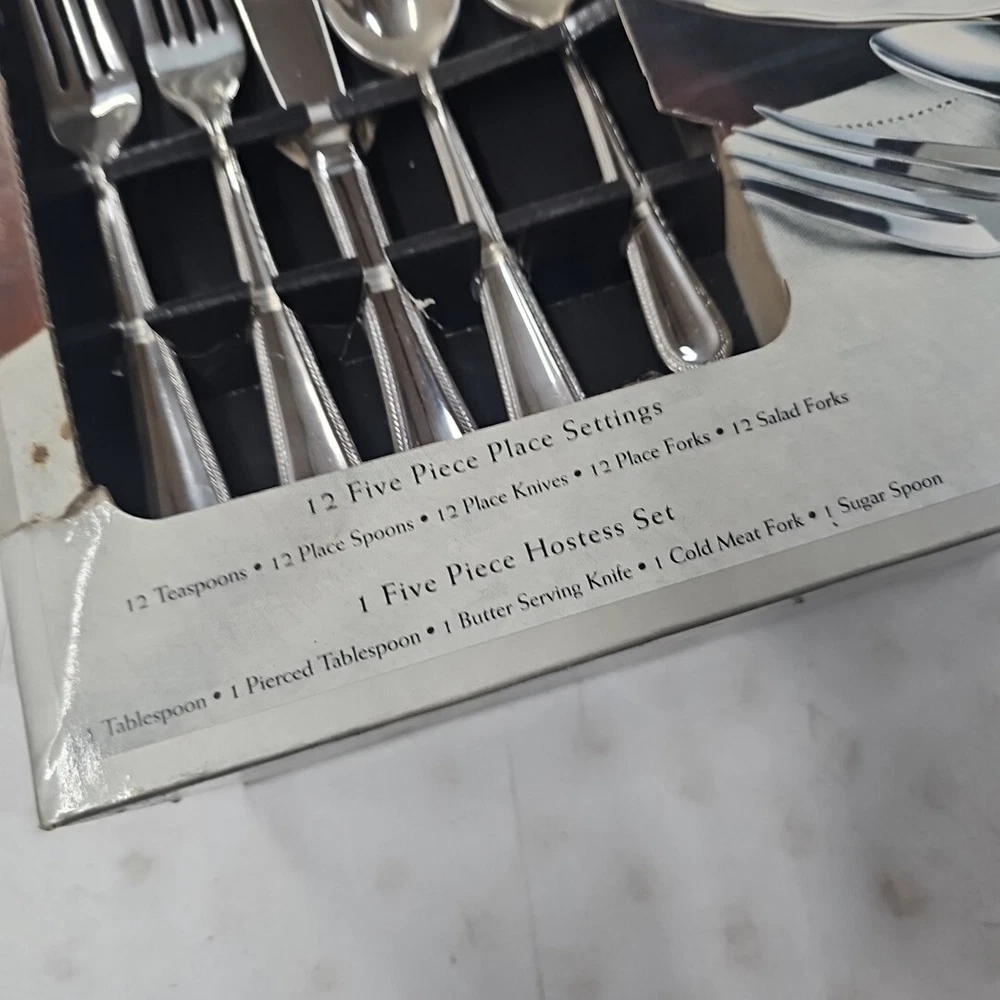 12 Five Piece Place Settings
12 Teaspoons • 12 Place Spoons • 12 Place Knives • 12 Place Forks • 12 Salad Forks
1 Five Piece Hostess Set
1 Tablespoon • 1 Pierced Tablespoon • 1 Butter Serving Knife • 1 Cold Meat Fork • 1 Sugar Spoon